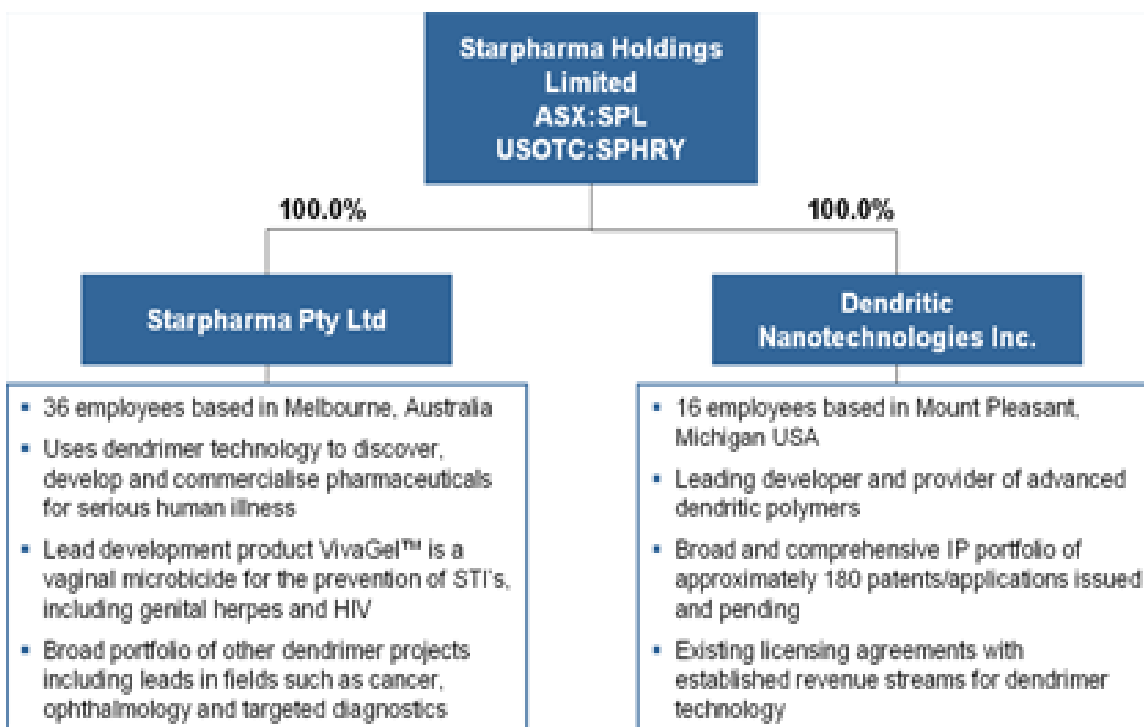 Starpharma Holdings
Limited
ASX:SPL
USOTC:SPHRY
100.0%
100.0%
Starpharma Pty Ltd
Dendritic
Nanotechnologies Inc.
▪ 36 employees based in Melbourne, Australia
▪ Uses dendrimer technology to discover,
develop and commercialise pharmaceuticals
for serious human illness
▪ Lead development product VivaGel™ is a
vaginal microbicide for the prevention of STI's,
including genital herpes and HIV
▪ Broad portfolio of other dendrimer projects
including leads in fields such as cancer,
ophthalmology and targeted diagnostics
▪ 16 employees based in Mount Pleasant,
Michigan USA
▪ Leading developer and provider of advanced
dendritic polymers
▪ Broad and comprehensive IP portfolio of
approximately 180 patents/applications issued
and pending
▪ Existing licensing agreements with
established revenue streams for dendrimer
technology